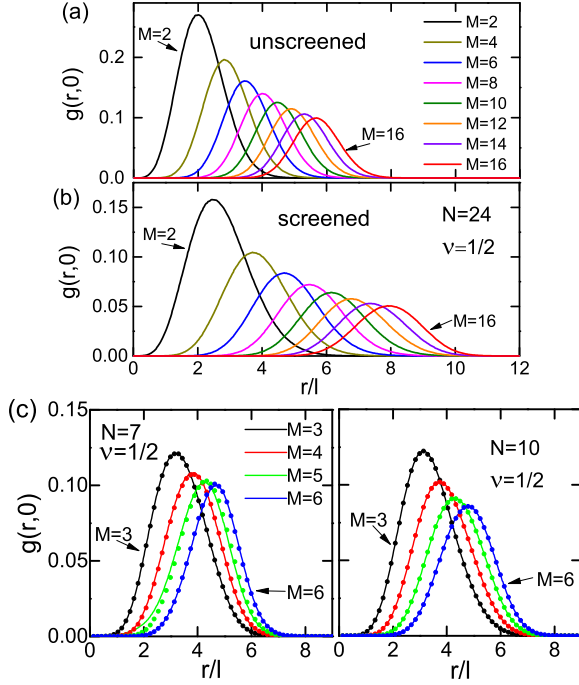 (a)
M=2
unscreened
M=2
M=4
M=6
M=8
M=10
M=12
M=14
M=16
M=16
g(r,0)
0.2
0.1
0.0
(b)
M=2
screened
N=24
ν=1/2
M=16
g(r,0)
0.15
0.10
0.05
0.00
0 2 4 6 8 10 12
r/l
(c)
N=7
ν=1/2
M=3
M=4
M=5
M=6
M=3
M=6
g(r,0)
0.15
0.10
0.05
0.00
0 2 4 6 8
r/l
N=10
ν=1/2
M=3
M=6
0 2 4 6 8
r/l